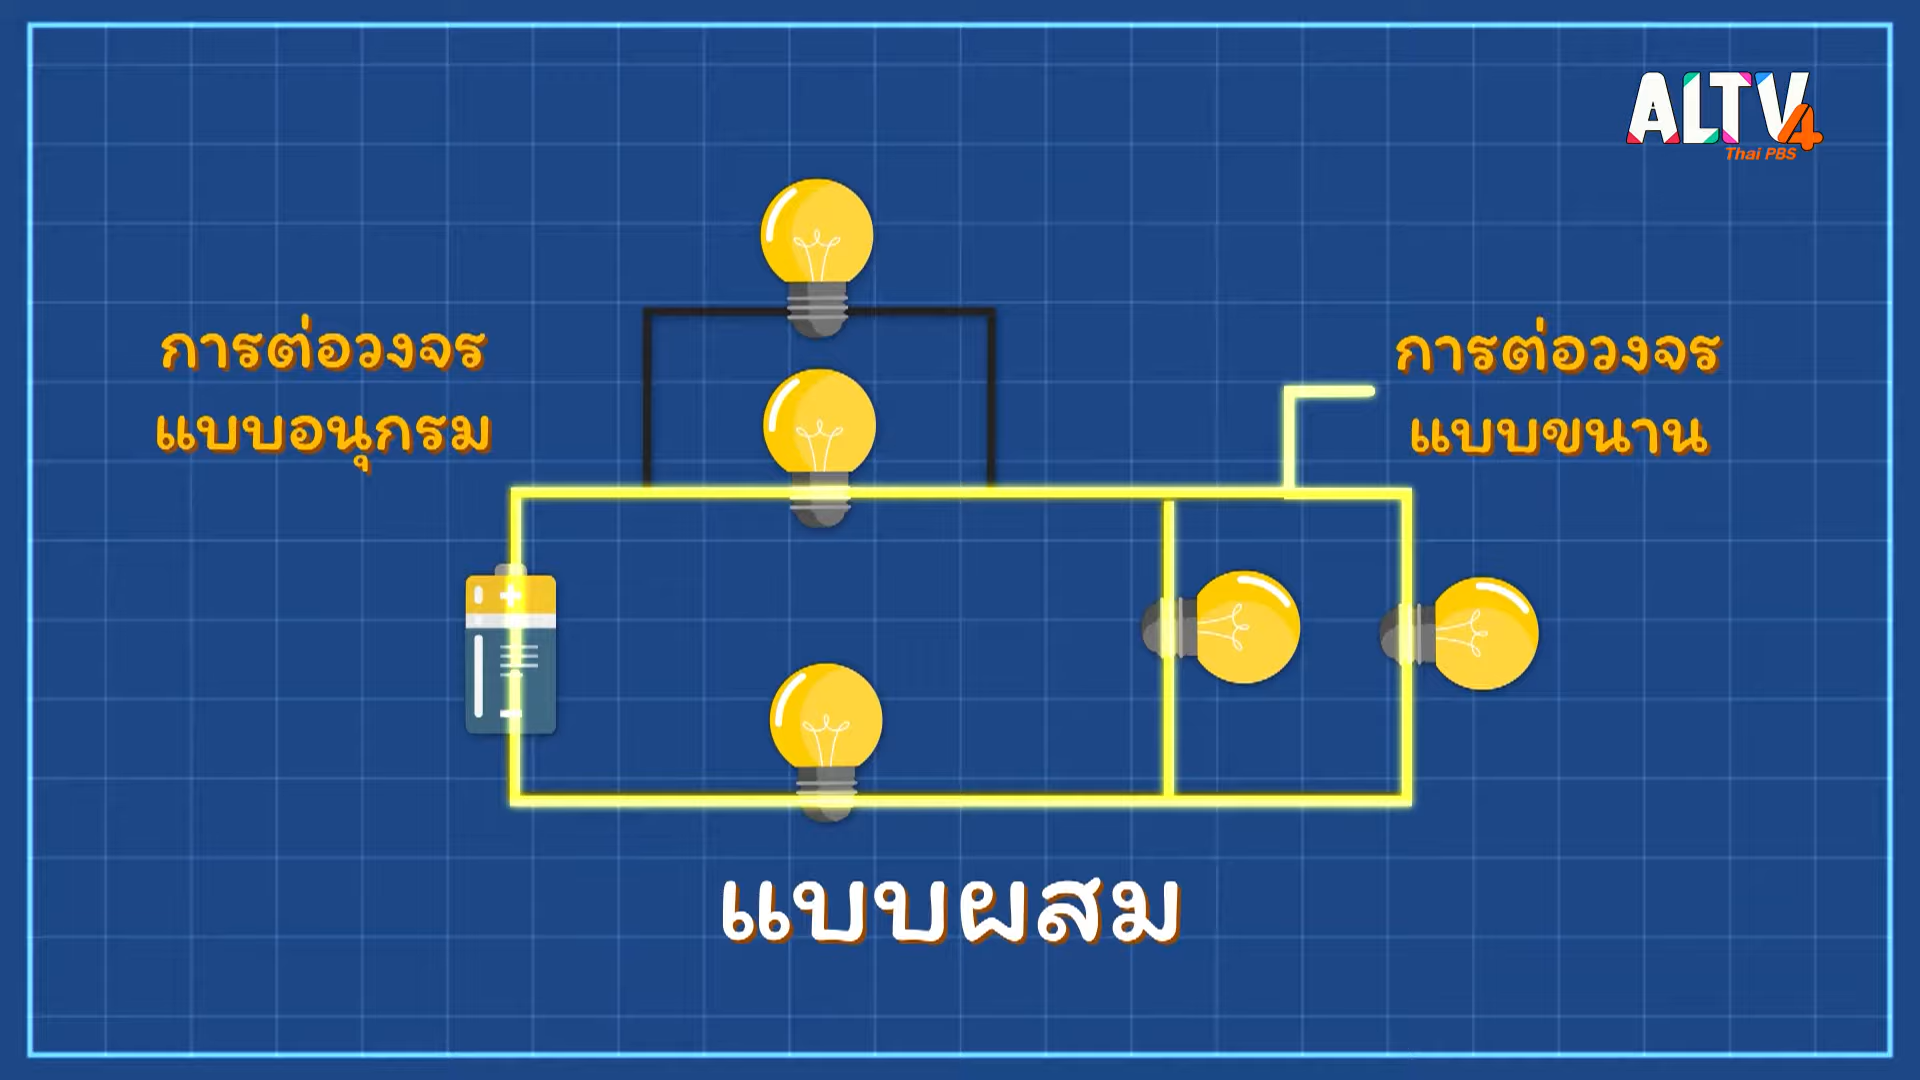 ALTV4
Thai PBS
การต่อวงจร
แบบอนุกรม
การต่อวงจร
แบบขนาน
แบบผสม